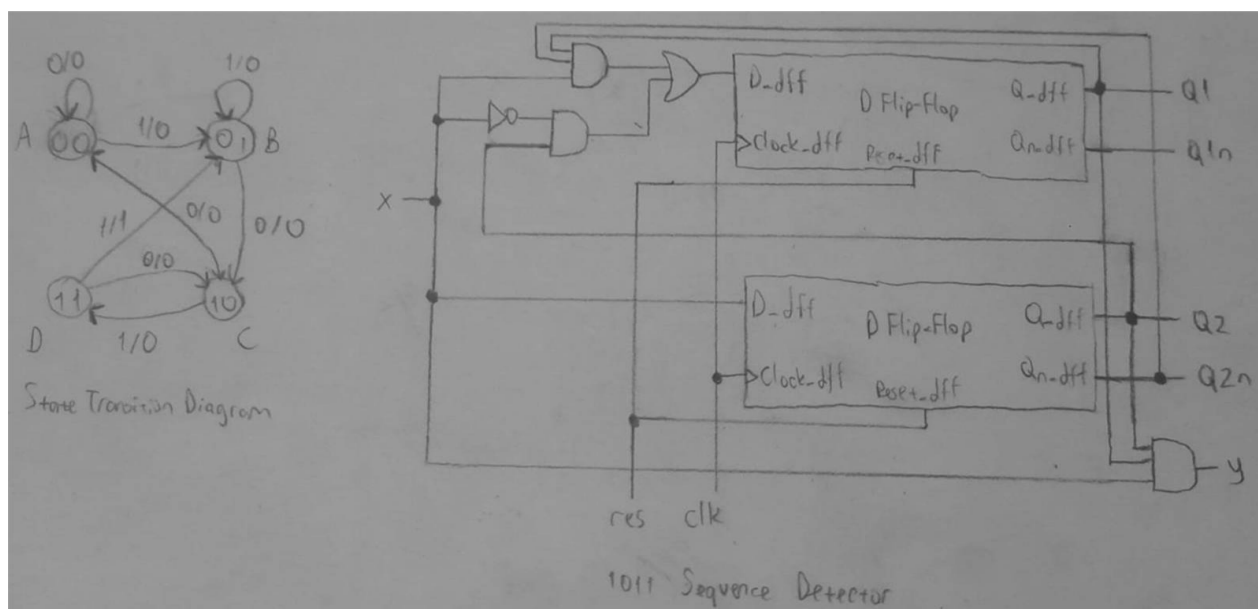 0/0
1/0
A
00
1/0
01
B
1/1
0/0
0/0
0/0
11
10
D
1/0
C
State Transition Diagram
x
D_dff
D Flip-Flop
Q_dff
Q1
Clock_dff
Reset_dff
Qn_dff
Q1n
D_dff
D Flip-Flop
Q_dff
Q2
Clock_dff
Reset_dff
Qn_dff
Q2n
y
res
clk
1011 Sequence Detector